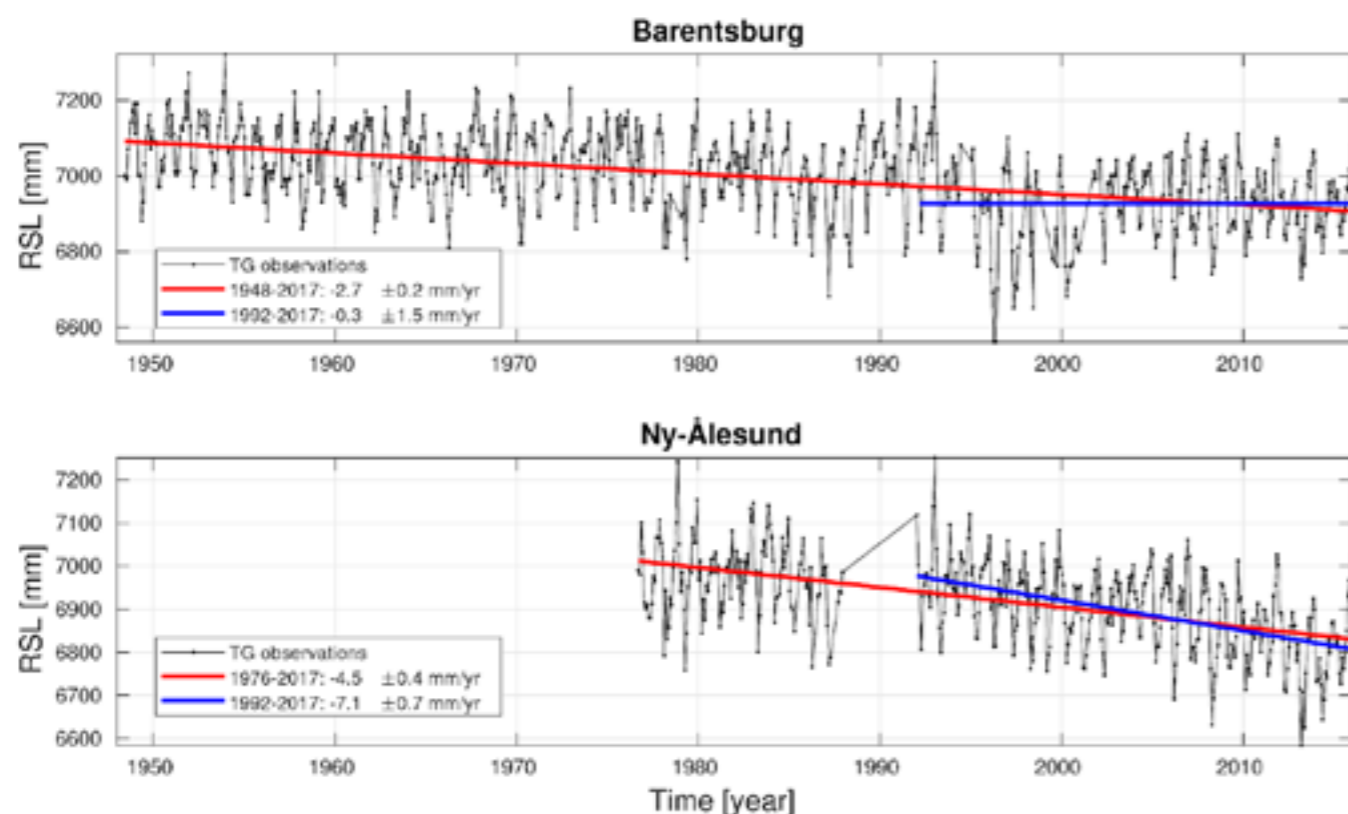 Barentsburg
RSL [mm]
7200
7000
6800
6600
TG observations
1948-2017: -2.7 ±0.2 mm/yr
1992-2017: -0.3 ±1.5 mm/yr
1950 1960 1970 1980 1990 2000 2010
Ny-Ålesund
RSL [mm]
7200
7100
7000
6900
6800
6700
6600
TG observations
1976-2017: -4.5 ±0.4 mm/yr
1992-2017: -7.1 ±0.7 mm/yr
1950 1960 1970 1980 1990 2000 2010
Time [year]